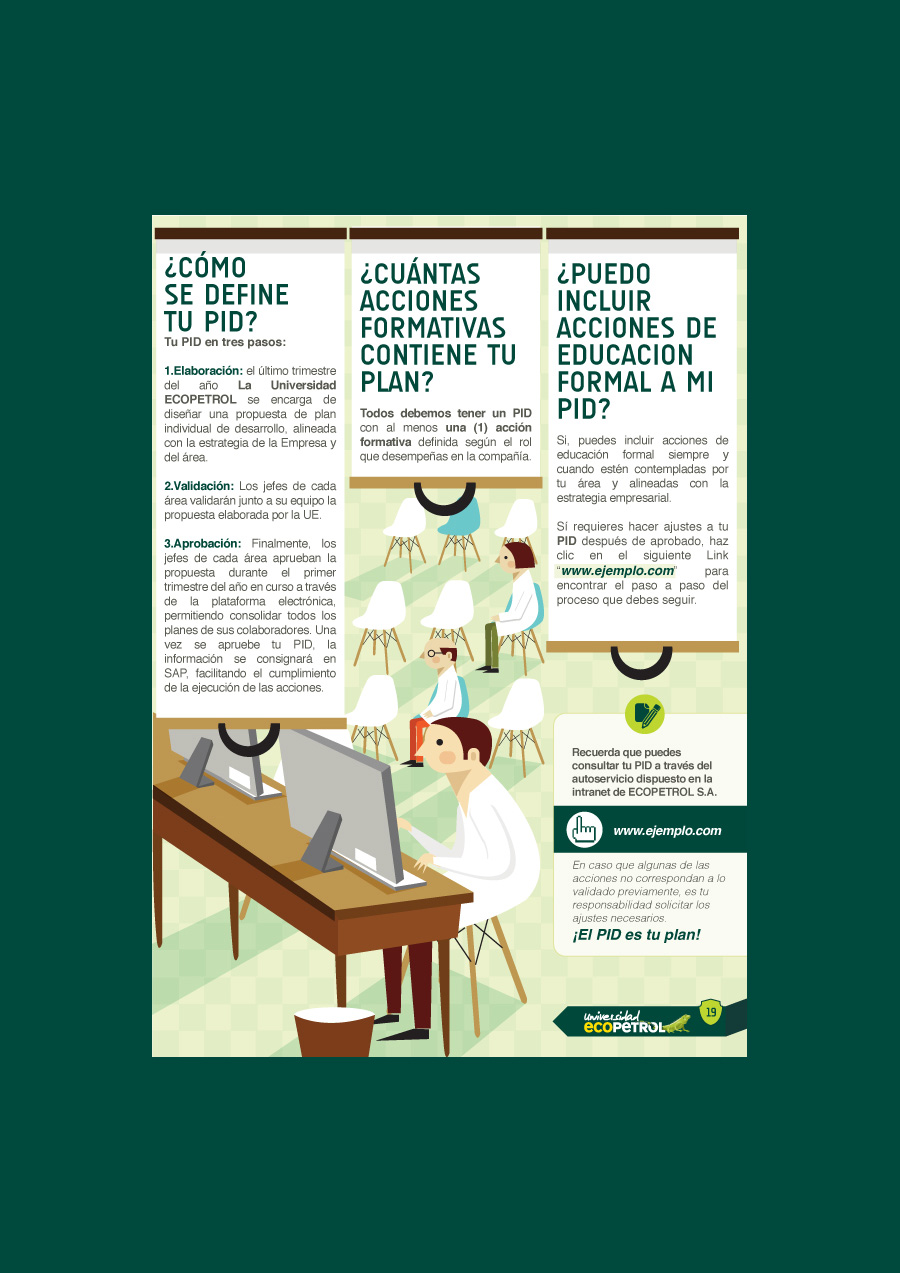 ¿CÓMO
SE DEFINE
TU PID?
Tu PID en tres pasos:
1.Elaboración: el último trimestre
del año La Universidad
ECOPETROL se encarga de
diseñar una propuesta de plan
individual de desarrollo, alineada
con la estrategia de la Empresa y
del área.
2.Validación: Los jefes de cada
área validarán junto a su equipo la
propuesta elaborada por la UE.
3.Aprobación: Finalmente, los
jefes de cada área aprueban la
propuesta durante el primer
trimestre del año en curso a través
de la plataforma electrónica,
permitiendo consolidar todos los
planes de sus colaboradores. Una
vez se apruebe tu PID, la
información se consignará en
SAP, facilitando el cumplimiento
de la ejecución de las acciones.
¿CUÁNTAS
ACCIONES
FORMATIVAS
CONTIENE TU
PLAN?
Todos debemos tener un PID
con al menos una (1) acción
formativa definida según el rol
que desempeñas en la compañía.
¿PUEDO
INCLUIR
ACCIONES DE
EDUCACION
FORMAL A MI
PID?
Si, puedes incluir acciones de
educación formal siempre y
cuando estén contempladas por
tu área y alineadas con la
estrategia empresarial.
Sí requieres hacer ajustes a tu
PID después de aprobado, haz
clic en el siguiente Link
“www.ejemplo.com” para
encontrar el paso a paso del
proceso que debes seguir.
Recuerda que puedes
consultar tu PID a través del
autoservicio dispuesto en la
intranet de ECOPETROL S.A.
www.ejemplo.com
En caso que algunas de las
acciones no correspondan a lo
validado previamente, es tu
responsabilidad solicitar los
ajustes necesarios.
¡El PID es tu plan!
universidad
ecoPETROL
19